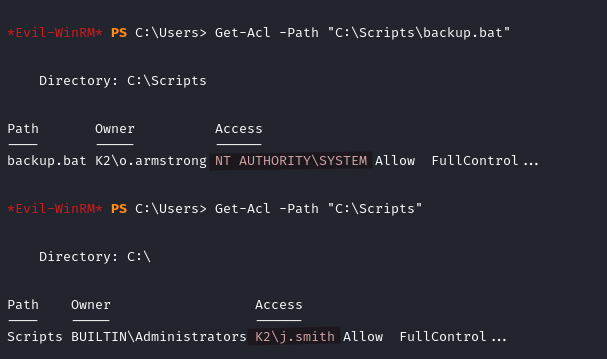 *Evil-WinRM* PS C:\Users> Get-Acl -Path "C:\Scripts\backup.bat"
Directory: C:\Scripts
Path Owner Access
---- ----- ------
backup.bat K2\o.armstrong NT AUTHORITY\SYSTEM Allow FullControl...
*Evil-WinRM* PS C:\Users> Get-Acl -Path "C:\Scripts"
Directory: C:\
Path Owner Access
---- ----- ------
Scripts BUILTIN\Administrators K2\j.smith Allow FullControl...